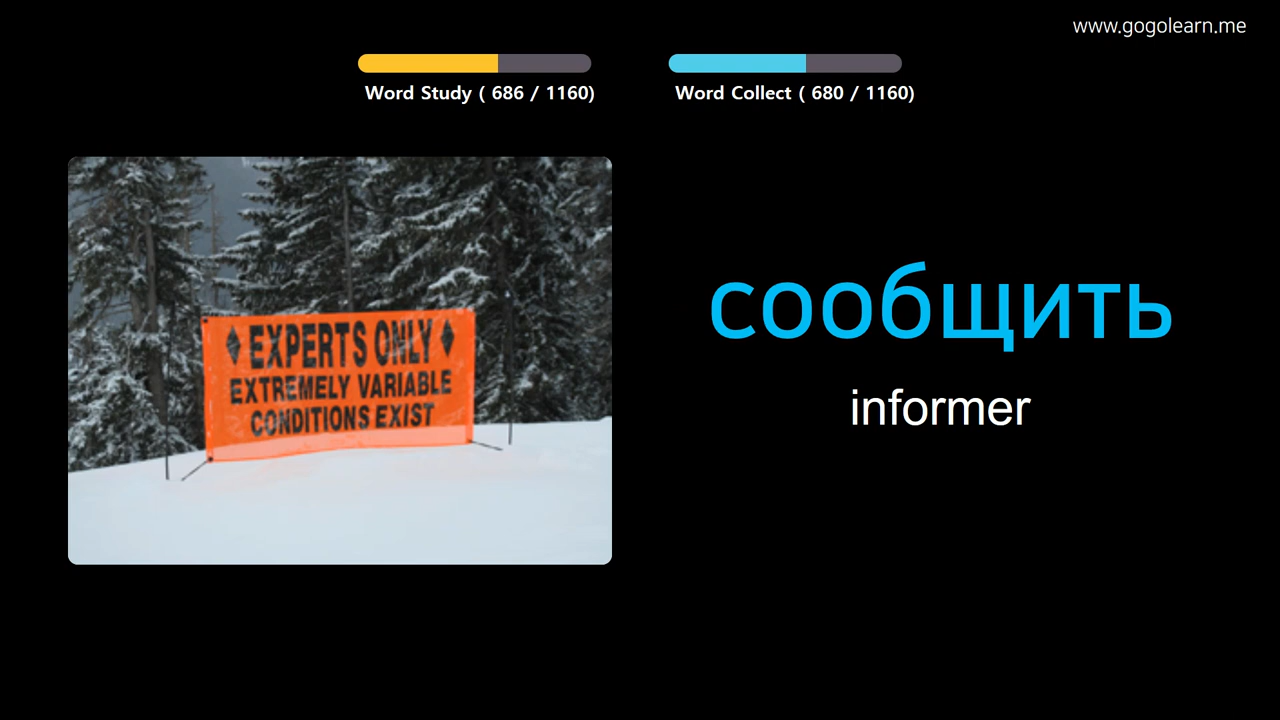 www.gogolearn.me
Word Study ( 686 / 1160)
Word Collect ( 680 / 1160)
EXPERTS ONLY
EXTREMELY VARIABLE
CONDITIONS EXIST
сообщить
informer